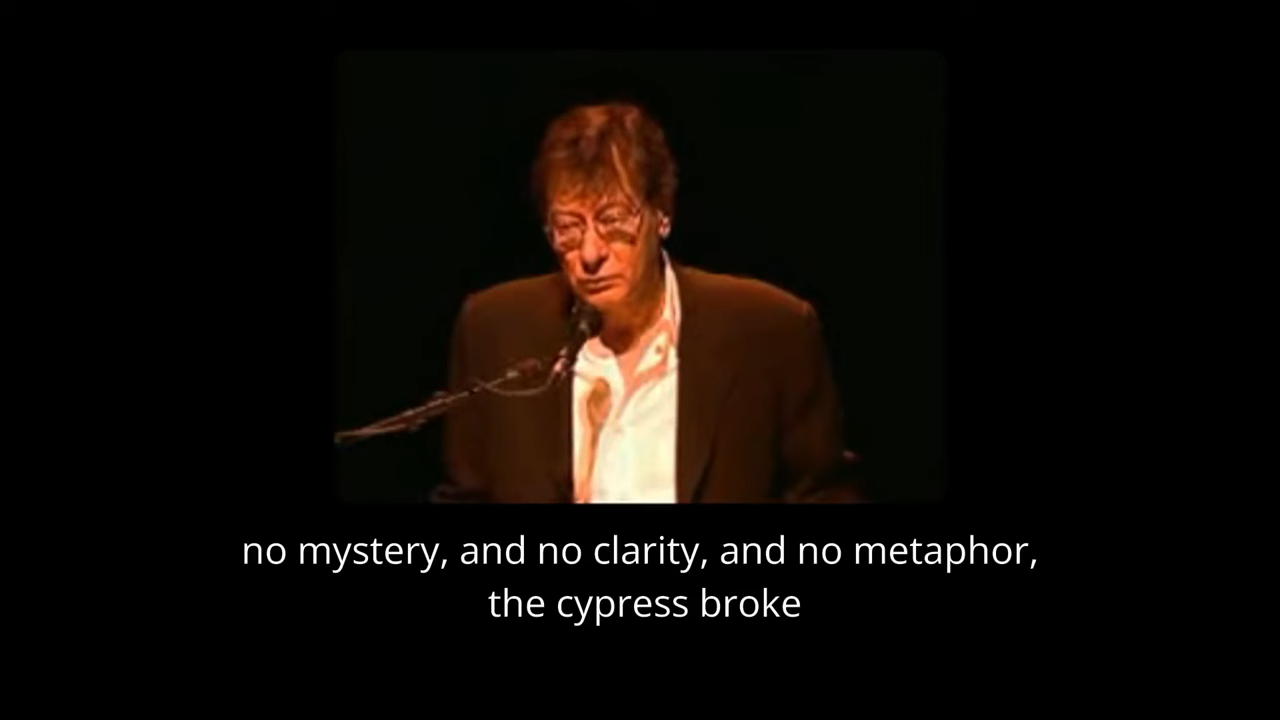 no mystery, and no clarity, and no metaphor,
the cypress broke